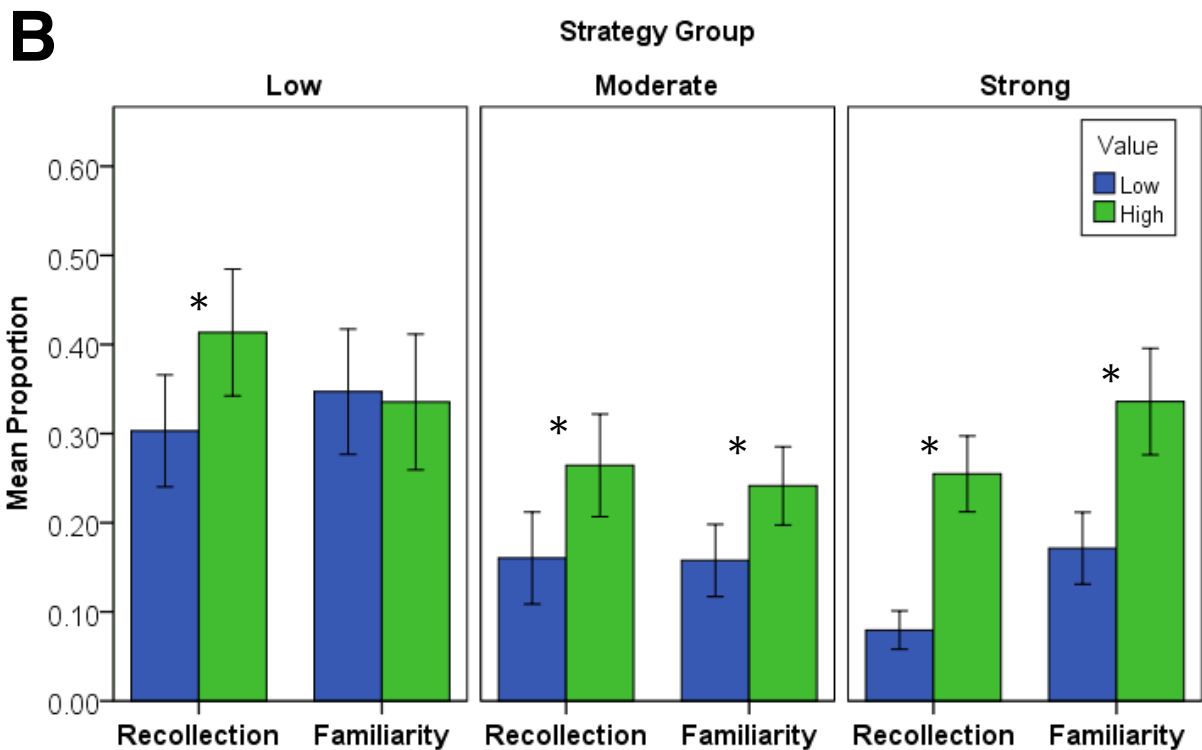 B
Strategy Group
Low Moderate Strong
Value
Low
High
Mean Proportion
0.60
0.50
0.40
0.30
0.20
0.10
0.00
*
*
*
*
*
Recollection Familiarity Recollection Familiarity Recollection Familiarity